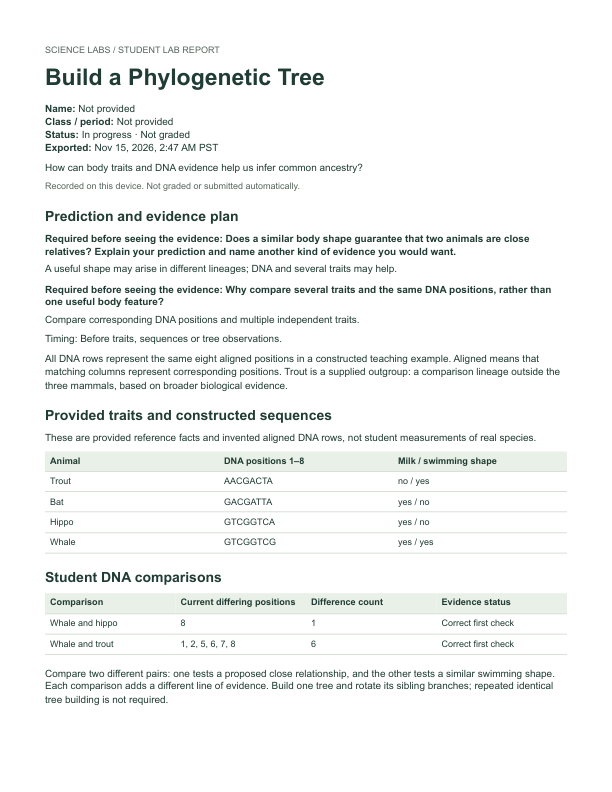 SCIENCE LABS / STUDENT LAB REPORT
Build a Phylogenetic Tree
Name: Not provided
Class / period: Not provided
Status: In progress · Not graded
Exported: Nov 15, 2026, 2:47 AM PST
How can body traits and DNA evidence help us infer common ancestry?
Recorded on this device. Not graded or submitted automatically.
Prediction and evidence plan
Required before seeing the evidence: Does a similar body shape guarantee that two animals are close
relatives? Explain your prediction and name another kind of evidence you would want.
A useful shape may arise in different lineages; DNA and several traits may help.
Required before seeing the evidence: Why compare several traits and the same DNA positions, rather than
one useful body feature?
Compare corresponding DNA positions and multiple independent traits.
Timing: Before traits, sequences or tree observations.
All DNA rows represent the same eight aligned positions in a constructed teaching example. Aligned means that
matching columns represent corresponding positions. Trout is a supplied outgroup: a comparison lineage outside the
three mammals, based on broader biological evidence.
Provided traits and constructed sequences
These are provided reference facts and invented aligned DNA rows, not student measurements of real species.
Animal DNA positions 1–8 Milk / swimming shape
Trout AACGACTA no / yes
Bat GACGATTA yes / no
Hippo GTCGGTCA yes / no
Whale GTCGGTCG yes / yes
Student DNA comparisons
Comparison Current differing positions Difference count Evidence status
Whale and hippo 8 1 Correct first check
Whale and trout 1, 2, 5, 6, 7, 8 6 Correct first check
Compare two different pairs: one tests a proposed close relationship, and the other tests a similar swimming shape.
Each comparison adds a different line of evidence. Build one tree and rotate its sibling branches; repeated identical
tree building is not required.